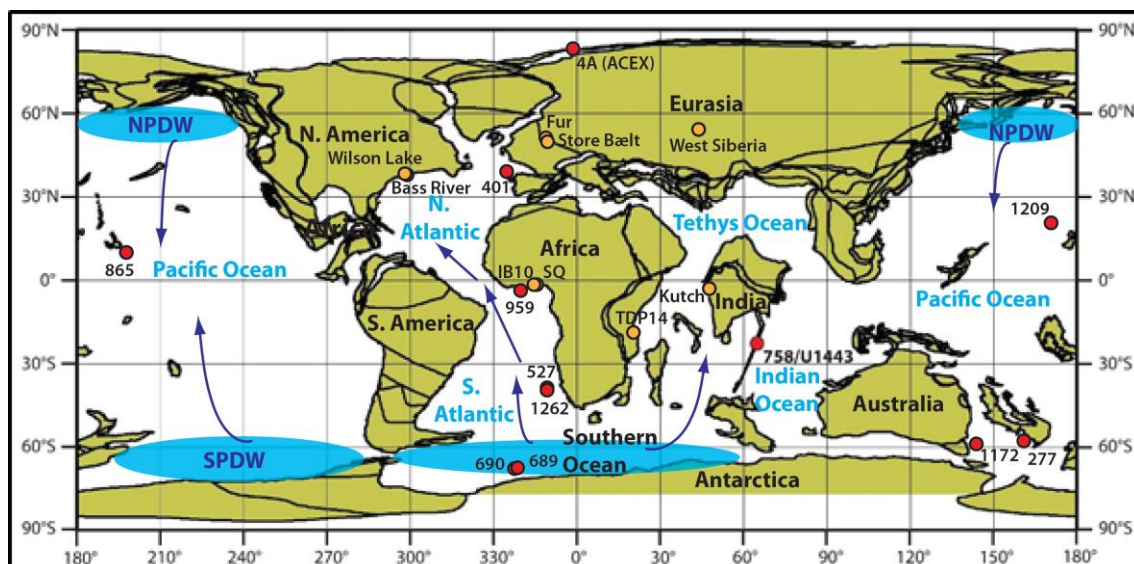 90°N
90°N
4A (ACEX)
Eurasia
60°N
NPDW
Fur
NPDW
60°N
N. America
Store Bælt
West Siberia
Wilson Lake
Bass River
401
30°N
30°N
N.
Atlantic
Tethys Ocean
1209
Africa
Africa
865
Pacific Ocean
IB10
SQ
0°
0°
959
Kutch
India
Pacific Ocean
S. America
TDP14
758/U1443
30°S
30°S
527
S.
Atlantic
1262
Indian
Ocean
Australia
Southern
Ocean
60°S
SPDW
690
689
1172
277
60°S
Antarctica
90°S
90°S
180°
210°
240°
270°
300°
330°
0°
30°
60°
90°
120°
150°
180°